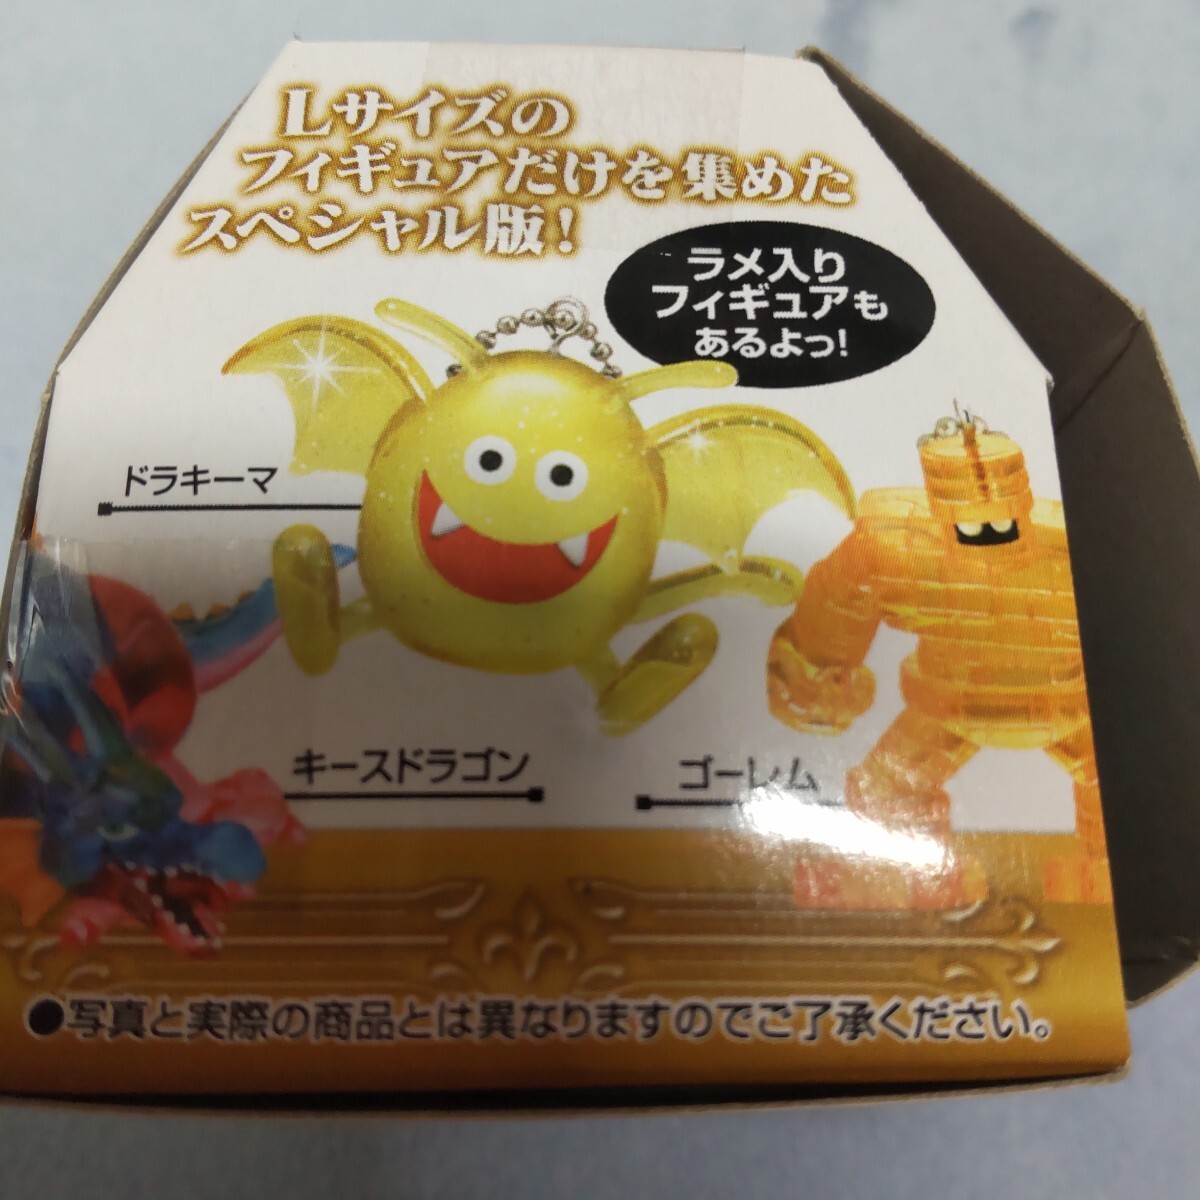 Lサイズの
フィギュアだけを集めた
スペシャル版!
ラメ入り
フィギュアも
あるよっ!
ドラキーマ
キースドラゴン
ゴーレム
●写真と実際の商品とは異なりますのでご了承ください。